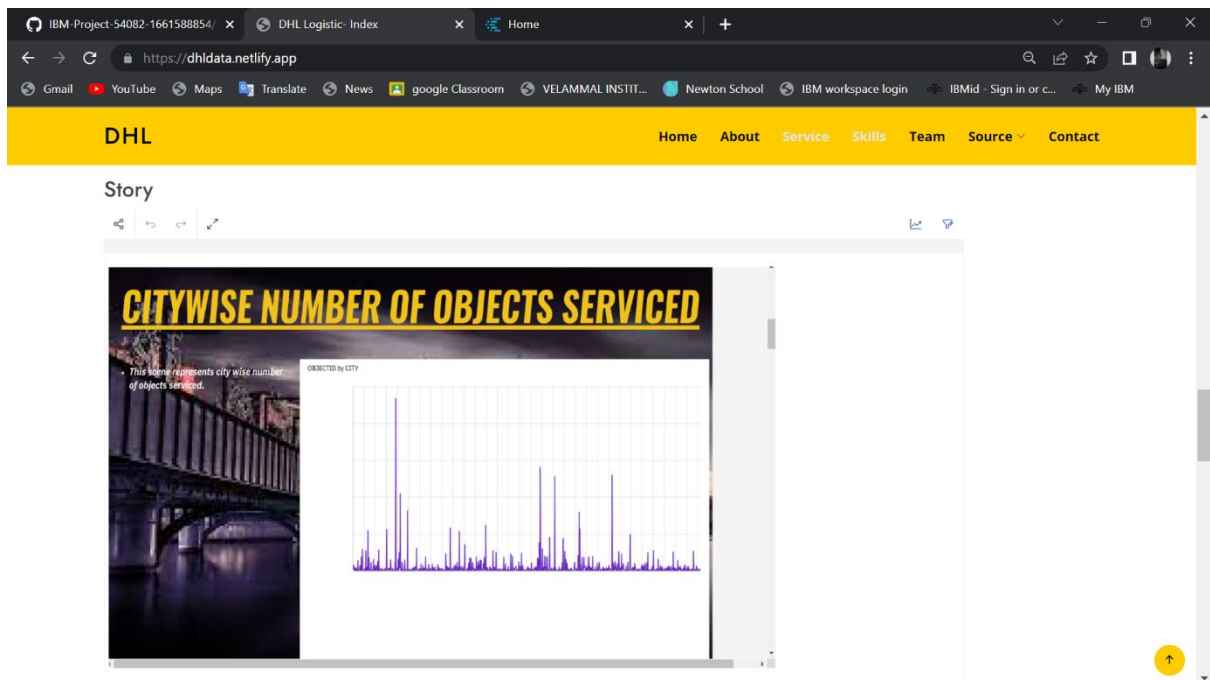 IBM-Project-54082-1661588854/
DHL Logistic- Index
Home
https://dhldata.netlify.app
Gmail YouTube Maps Translate News google Classroom VELAMMAL INSTIT... Newton School IBM workspace login IBMid - Sign in or c... My IBM
DHL Home About Service Skills Team Source Contact
Story
CITYWISE NUMBER OF OBJECTS SERVICED
• This scene represents city wise number
of objects serviced.
OBJECTID by CITY